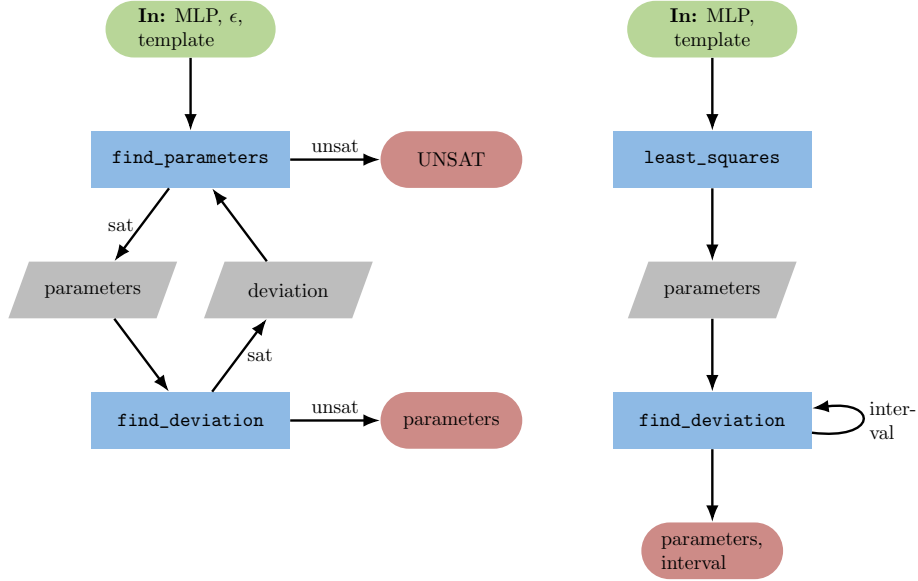 In: MLP, ϵ,
template
find_parameters
unsat
UNSAT
sat
parameters
deviation
sat
find_deviation
unsat
parameters
In: MLP,
template
least_squares
parameters
find_deviation
inter-
val
parameters,
interval